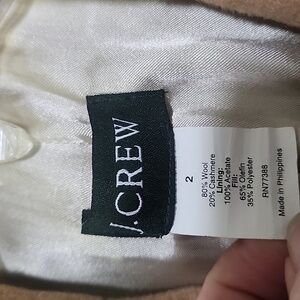 J.CREW
2
80% Wool
20% Cashmere
Lining:
100% Acetate
Fill:
65% Olefin
35% Polyester
RN77388
Made in Philippines